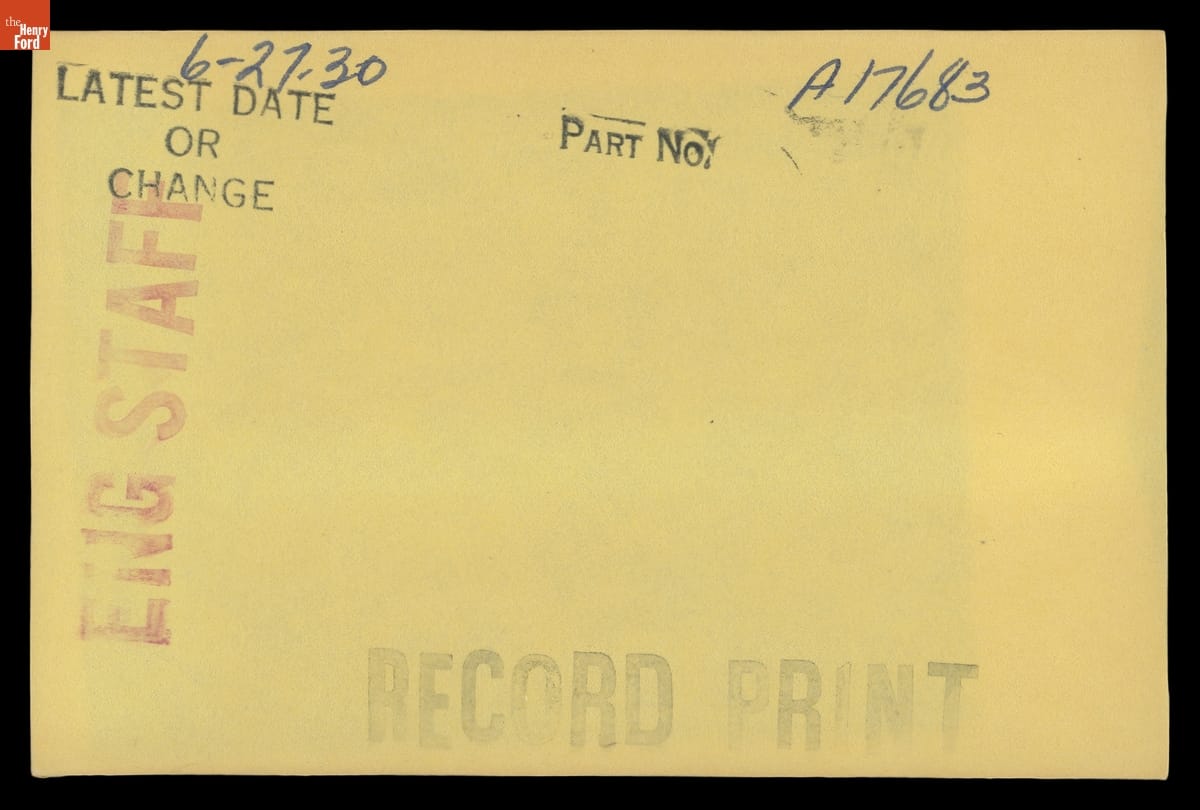 the
Henry
Ford
6-27-30
A17683
LATEST DATE
OR
CHANGE
PART NO.
ENG STAFF
RECORD PRINT